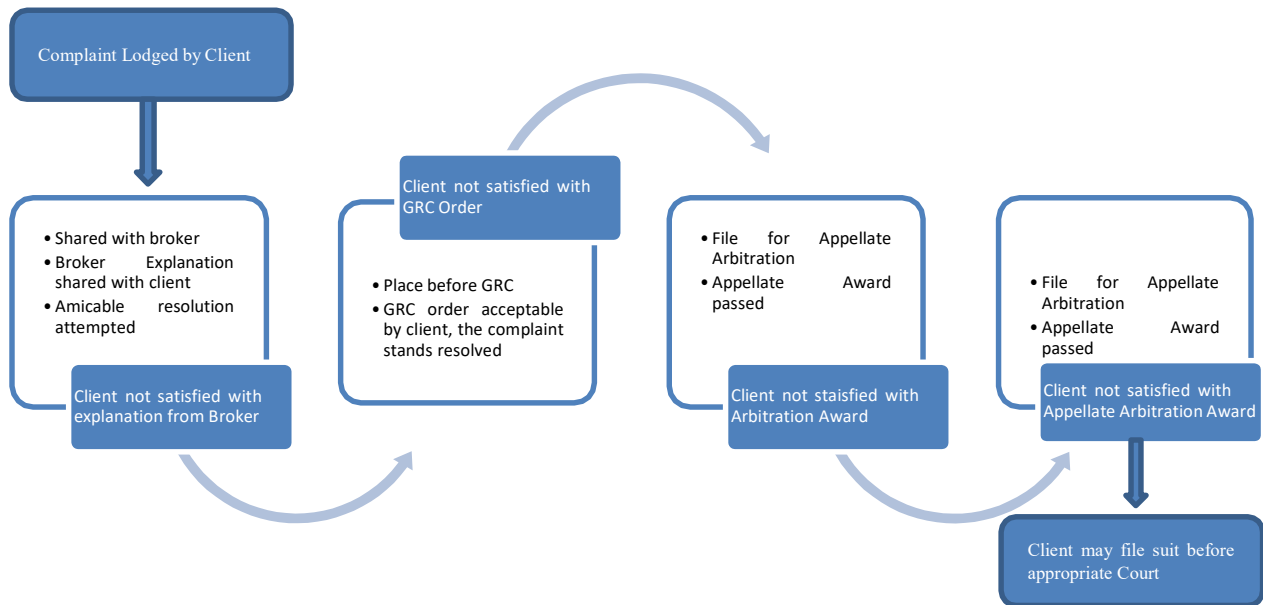 Complaint Lodged by Client
• Shared with broker
• Broker Explanation
shared with client
• Amicable resolution
attempted
Client not satisfied with
explanation from Broker
Client not satisfied with
GRC Order
• Place before GRC
• GRC order acceptable
by client, the complaint
stands resolved
• File for Appellate
Arbitration
• Appellate Award
passed
Client not staisfied with
Arbitration Award
• File for Appellate
Arbitration
• Appellate Award
passed
Client not satisfied with
Appellate Arbitration Award
Client may file suit before
appropriate Court